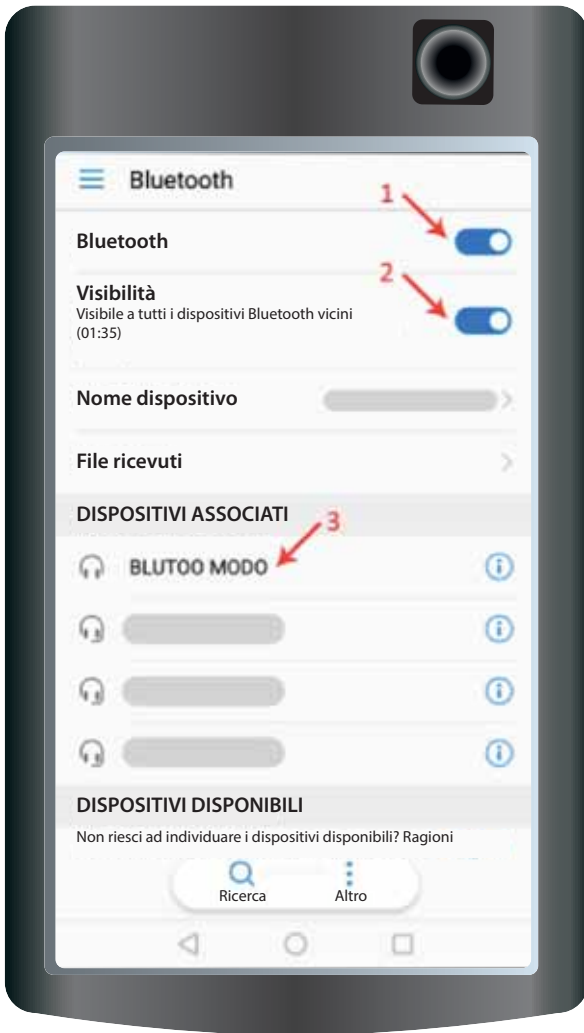 Bluetooth
1
Bluetooth
2
Visibilità
Visibile a tutti i dispositivi Bluetooth vicini
(01:35)
Nome dispositivo
File ricevuti
DISPOSITIVI ASSOCIATI
3
BLUTOO MODO
DISPOSITIVI DISPONIBILI
Non riesci ad individuare i dispositivi disponibili? Ragioni
Ricerca Altro